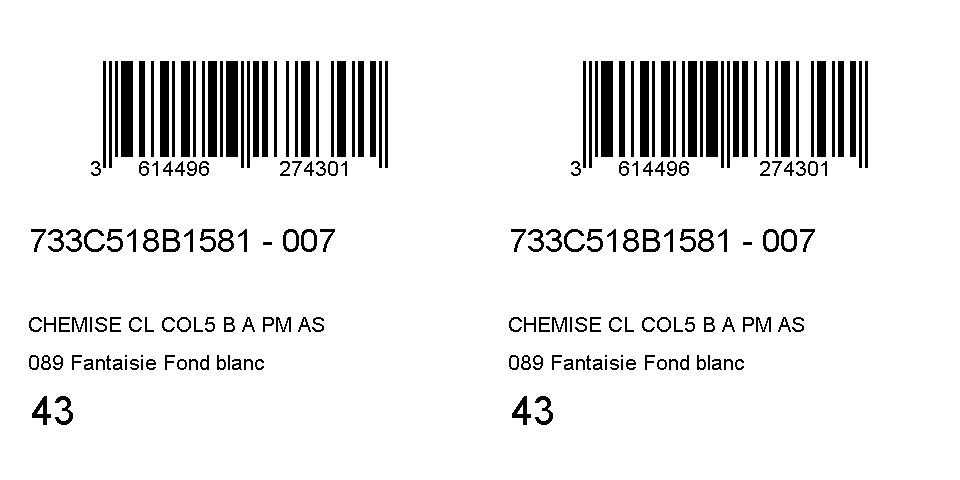 3 614496 274301
733C518B1581 - 007
CHEMISE CL COL5 B A PM AS
089 Fantaisie Fond blanc
43
3 614496 274301
733C518B1581 - 007
CHEMISE CL COL5 B A PM AS
089 Fantaisie Fond blanc
43